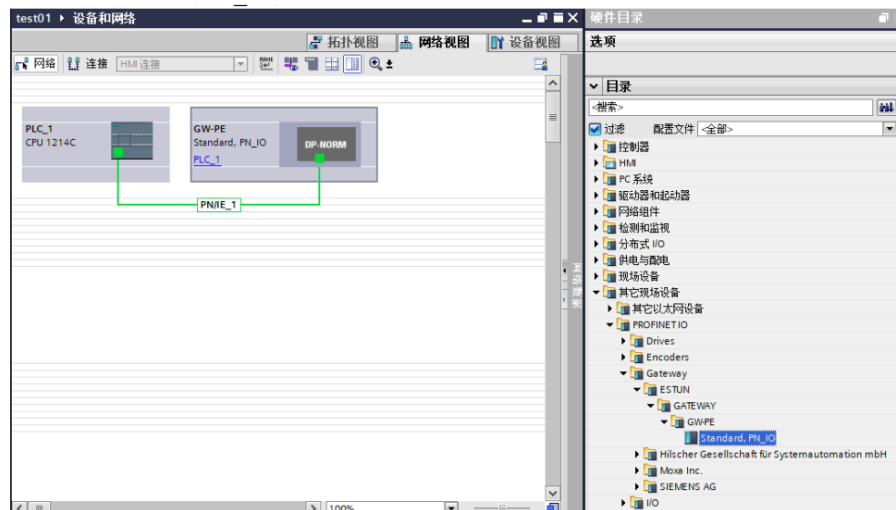 test01 ▸ 设备和网络
拓扑视图
网络视图
设备视图
网络
连接
HMI 连接
PLC_1
CPU 1214C
GW-PE
Standard, PN_IO
PLC_1
DP-NORM
PN/IE_1
100%
硬件目录
选项
目录
<搜索>
过滤
配置文件
<全部>
控制器
HMI
PC 系统
驱动器和起动器
网络组件
检测和监视
分布式 I/O
供电与配电
现场设备
其它现场设备
其它以太网设备
PROFINET IO
Drives
Encoders
Gateway
ESTUN
GATEWAY
GW-PE
Standard, PN_IO
Hilscher Gesellschaft für Systemautomation mbH
Moxa Inc.
SIEMENS AG
I/O